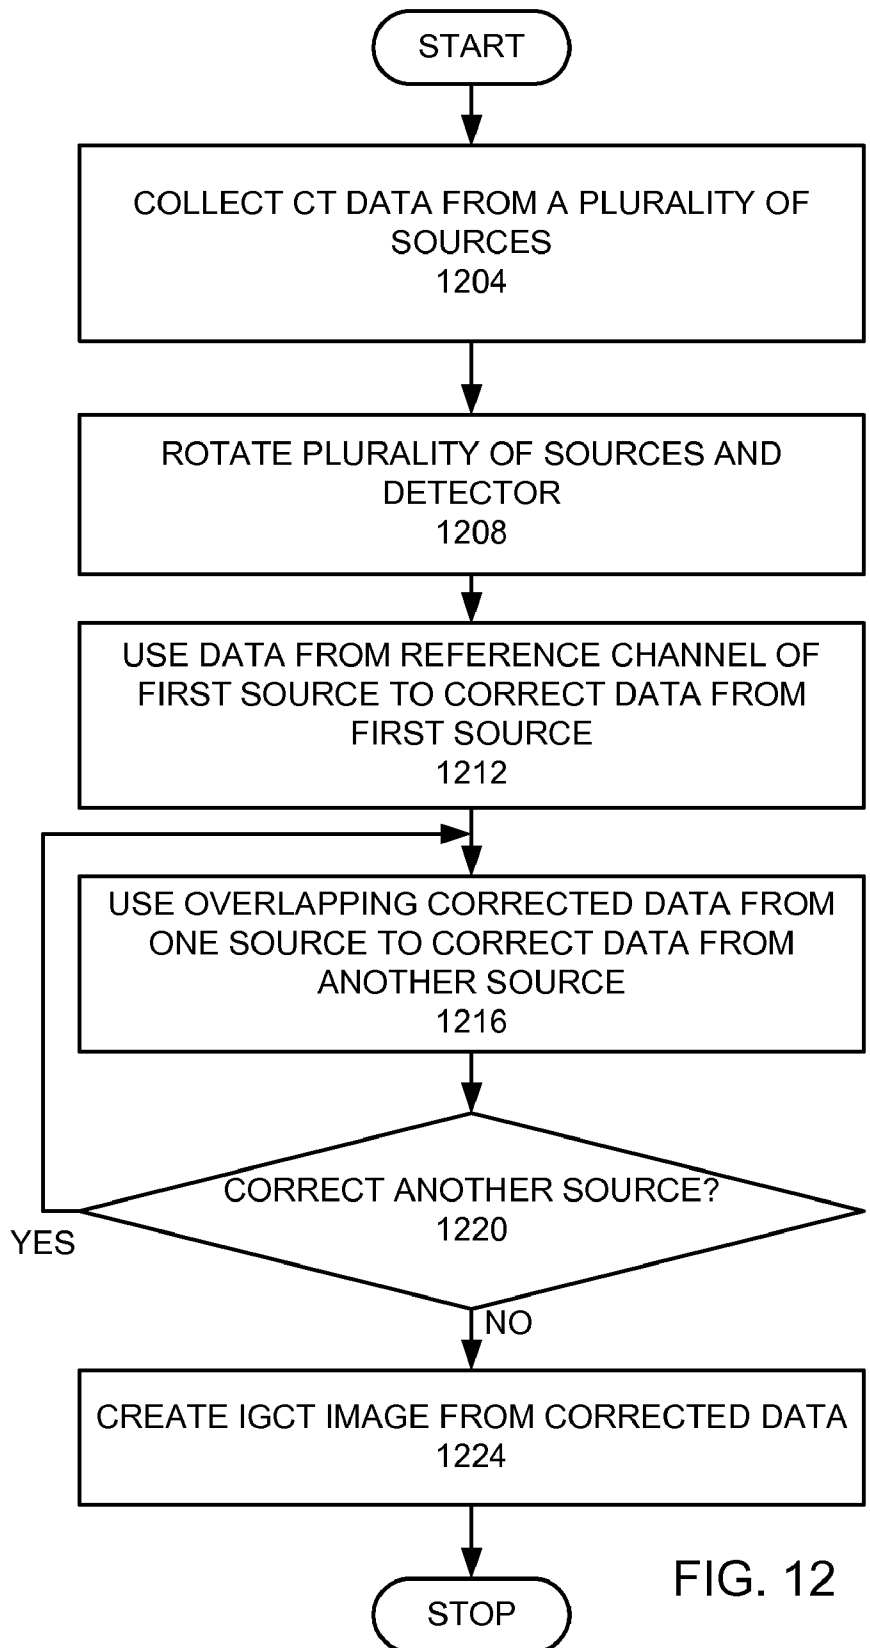 START
COLLECT CT DATA FROM A PLURALITY OF
SOURCES
1204
ROTATE PLURALITY OF SOURCES AND
DETECTOR
1208
USE DATA FROM REFERENCE CHANNEL OF
FIRST SOURCE TO CORRECT DATA FROM
FIRST SOURCE
1212
USE OVERLAPPING CORRECTED DATA FROM
ONE SOURCE TO CORRECT DATA FROM
ANOTHER SOURCE
1216
CORRECT ANOTHER SOURCE?
1220
YES
NO
CREATE IGCT IMAGE FROM CORRECTED DATA
1224
FIG. 12
STOP